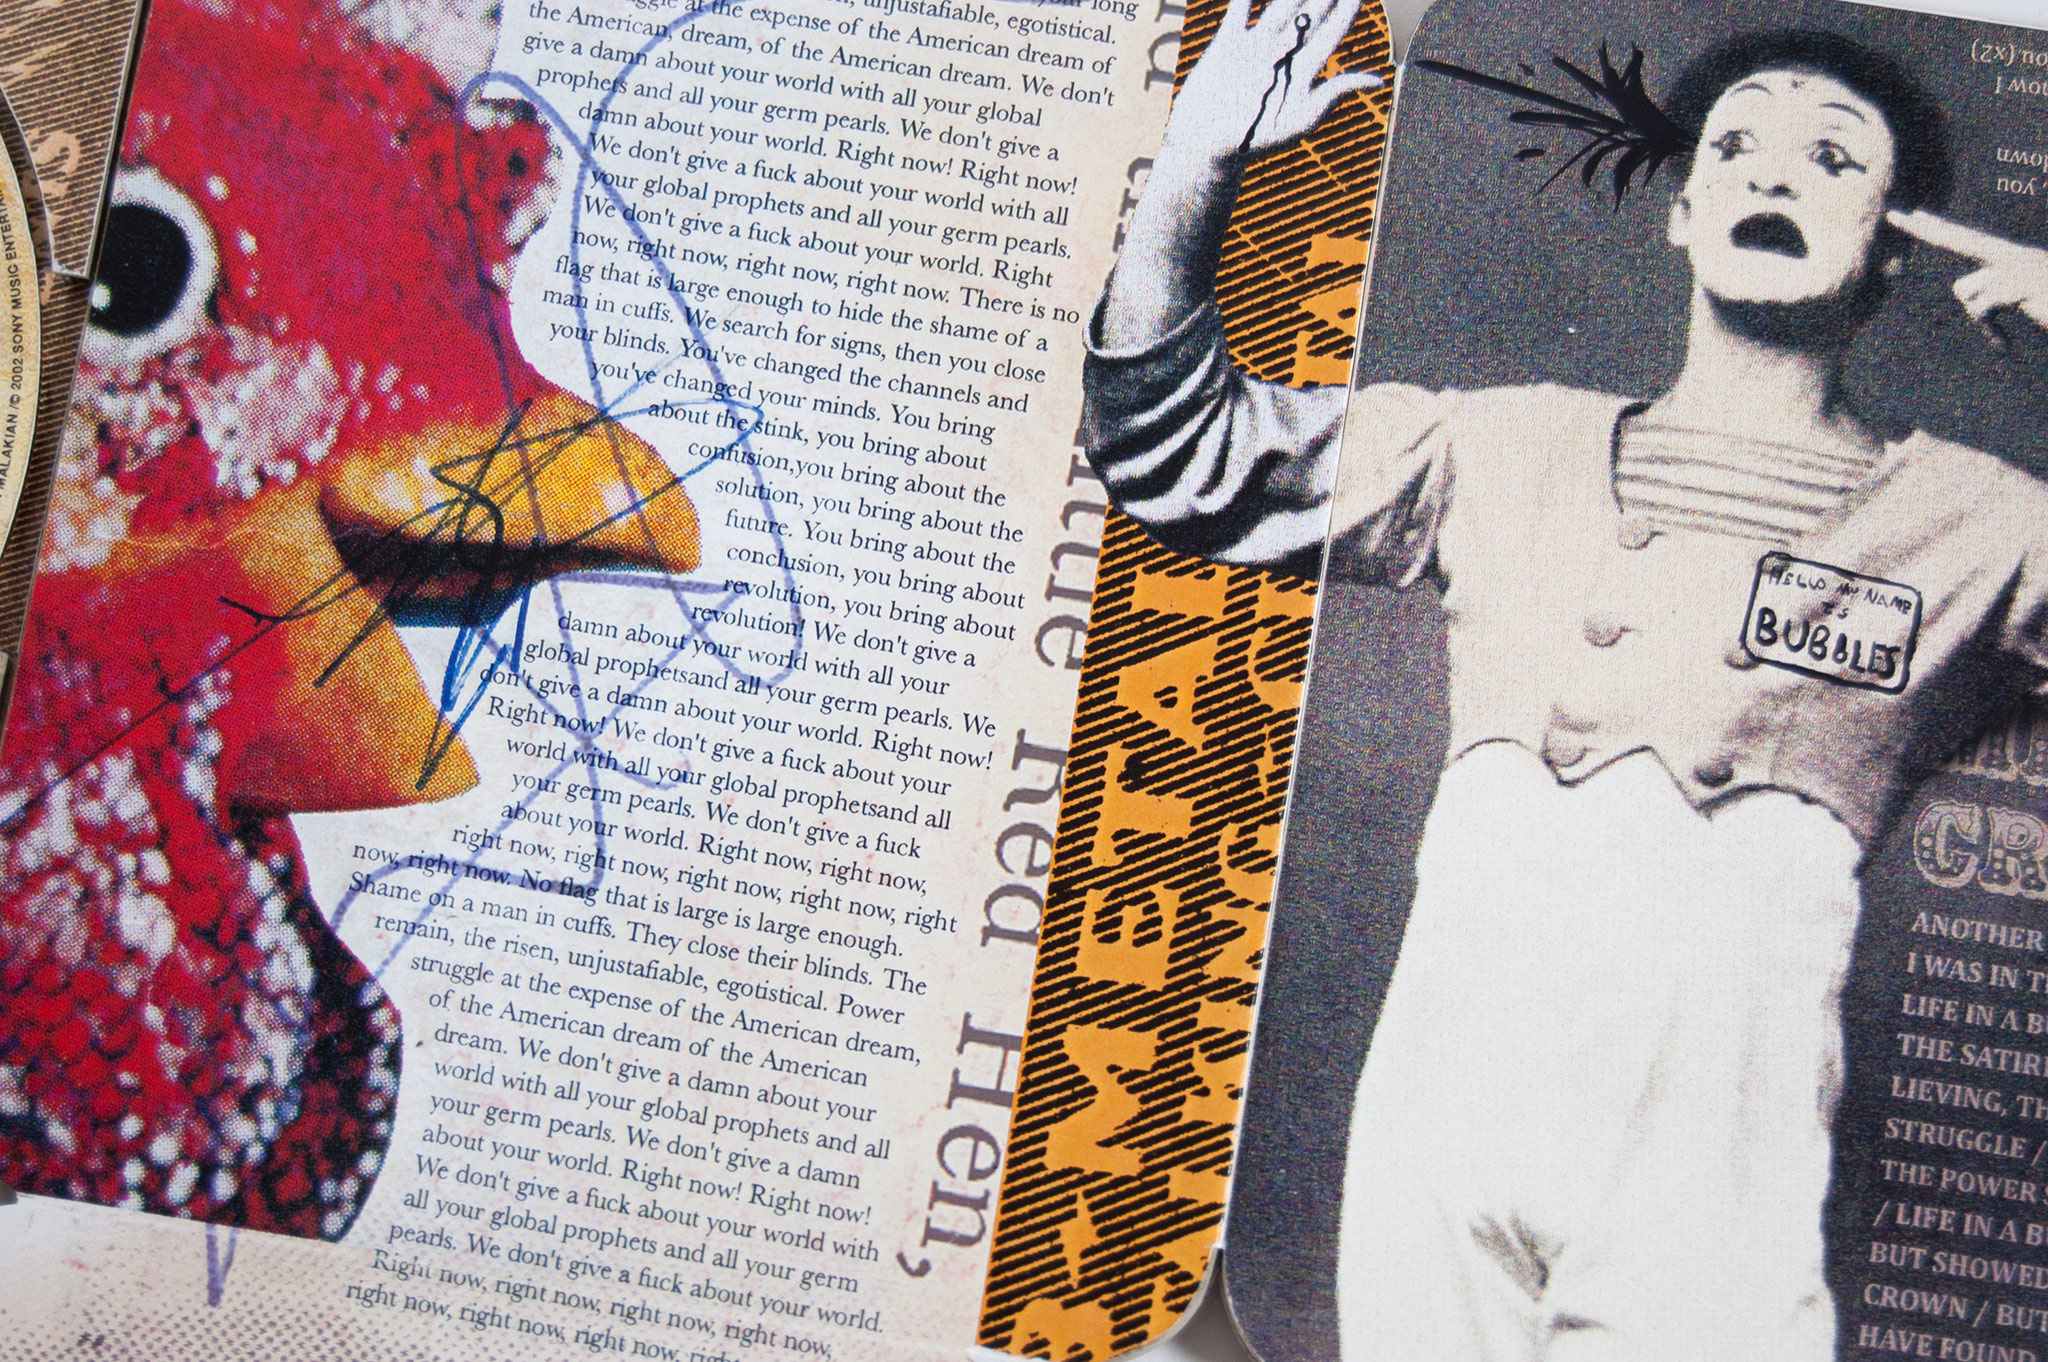 MALAKIAN /© 2002 SONY MUSIC ENTERTA
your long
unjustafiable, egotistical.
struggle at the expense of the American dream of
the American, dream, of the American dream. We don't
give a damn about your world with all your global
prophets and all your germ pearls. We don't give a
damn about your world. Right now! Right now!
We don't give a fuck about your world with all
your global prophets and all your germ pearls.
We don't give a fuck about your world. Right
now, right now, right now, right now. There is no
flag that is large enough to hide the shame of a
man in cuffs. We search for signs, then you close
your blinds. You've changed the channels and
you've changed your minds. You bring
about the stink, you bring about
confusion,you bring about the
solution, you bring about the
future. You bring about the
conclusion, you bring about
revolution, you bring about
revolution! We don't give a
damn about your world with all your
global prophetsand all your germ pearls. We
don't give a damn about your world. Right now!
Right now! We don't give a fuck about your
world with all your global prophetsand all
your germ pearls. We don't give a fuck
about your world. Right now, right now,
right now, right now, right now, right now, right
now, right now. No flag that is large is large enough.
Shame on a man in cuffs. They close their blinds. The
remain, the risen, unjustafiable, egotistical. Power
struggle at the expense of the American dream,
of the American dream of the American
dream. We don't give a damn about your
world with all your global prophets and all
your germ pearls. We don't give a damn
about your world. Right now! Right now!
We don't give a fuck about your world with
all your global prophets and all your germ
pearls. We don't give a fuck about your world.
Right now, right now, right now, right now,
right now, right now, right now,
Red Hen,
HELLO MY NAME
IS
BUBBLES
you (x2)
now I
down
you
CR
ANOTHER
I WAS IN T
LIFE IN A B
THE SATIR
LIEVING, TH
STRUGGLE /
THE POWER
/ LIFE IN A B
BUT SHOWED
CROWN / BUT
HAVE FOUND